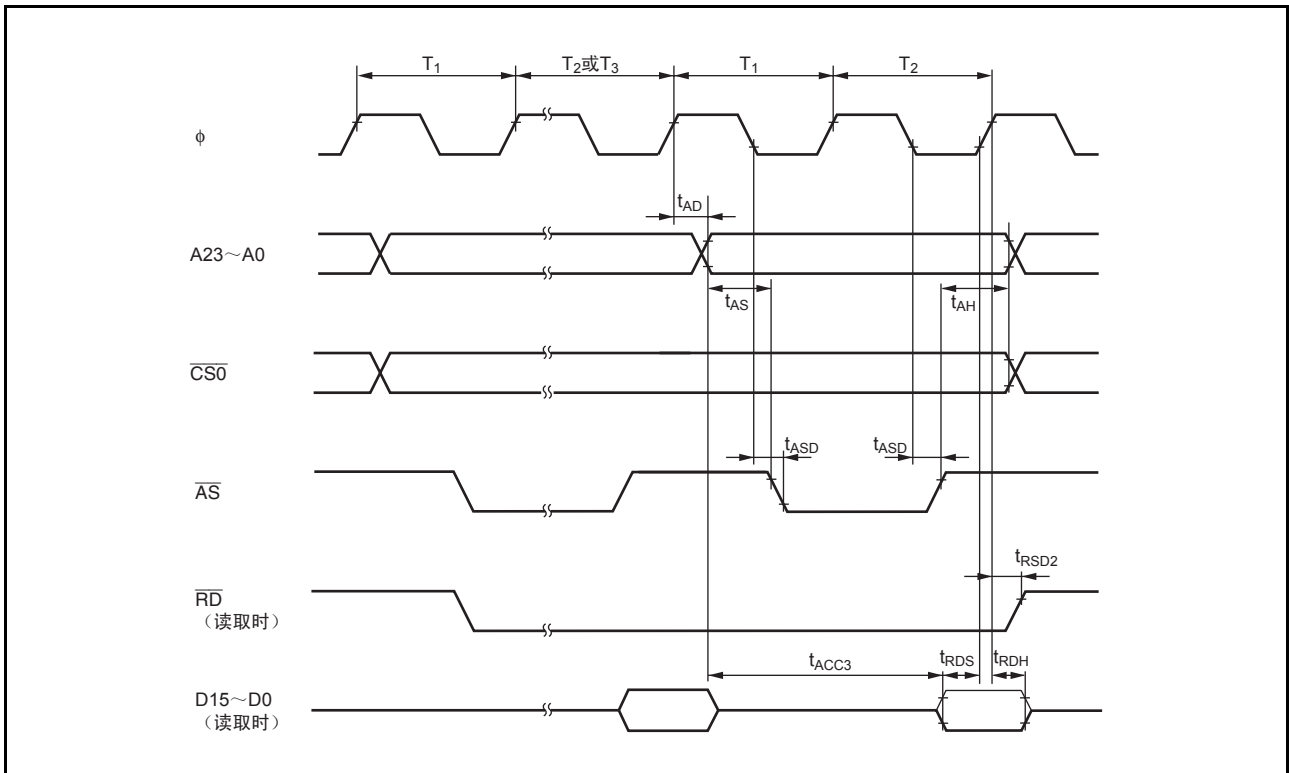 T1 T2或T3 T1 T2
ϕ
tAD
A23～A0
tAS tAH
CS0
tASD tASD
AS
tRSD2
RD
（读取时）
tACC3 tRDS tRDH
D15～D0
（读取时）